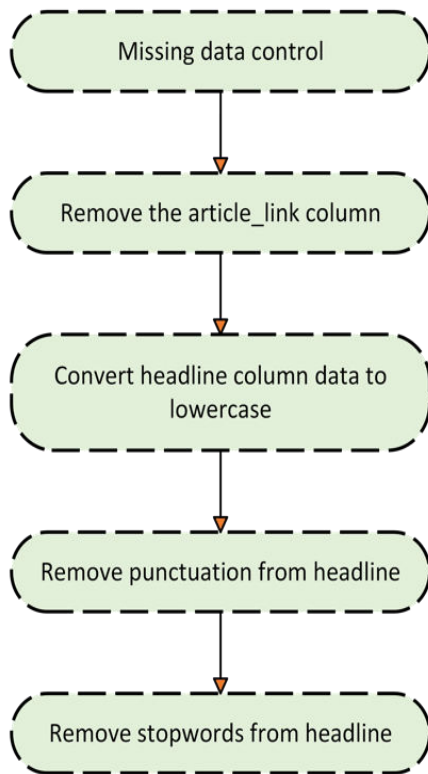 Missing data control
Remove the article_link column
Convert headline column data to
lowercase
Remove punctuation from headline
Remove stopwords from headline